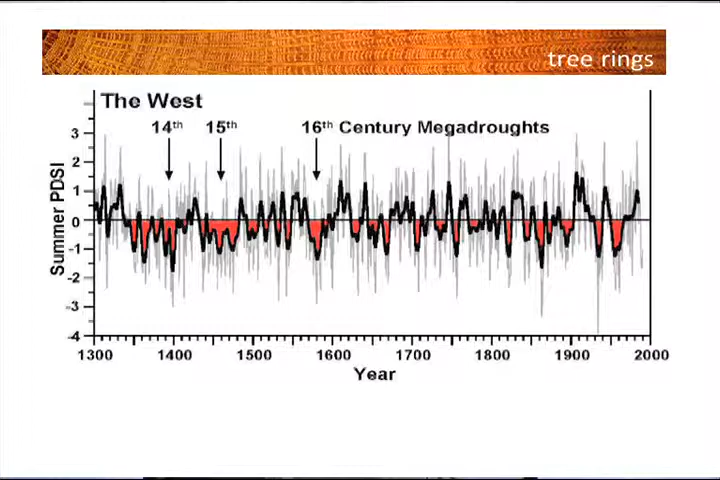 tree rings
The West
14th 15th 16th Century Megadroughts
Summer PDSI
3
2
1
0
-1
-2
-3
-4
1300 1400 1500 1600 1700 1800 1900 2000
Year